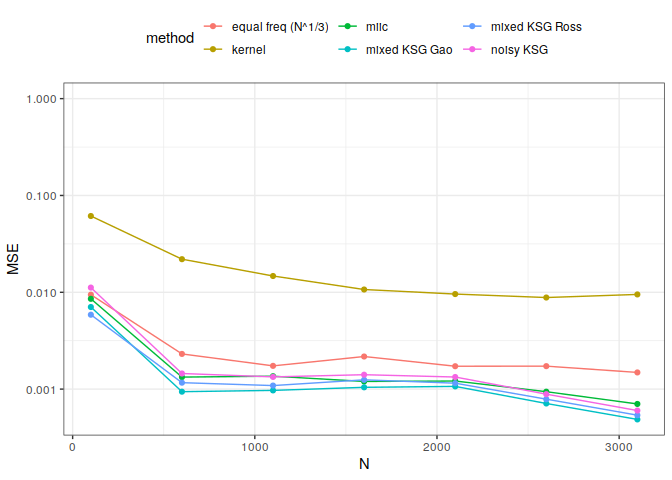 method
equal freq (N^1/3)
miic
mixed KSG Ross
kernel
mixed KSG Gao
noisy KSG
MSE
1.000
0.100
0.010
0.001
0
1000
2000
3000
N